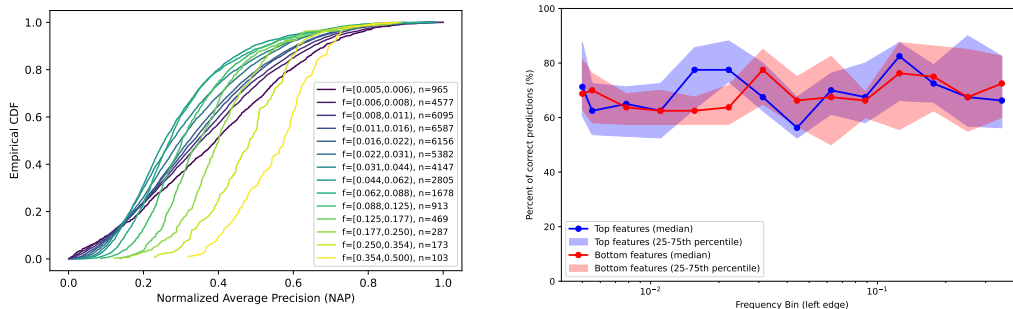 1.0
0.8
0.6
0.4
0.2
0.0
Empirical CDF
f=[0.005,0.006), n=965
f=[0.006,0.008), n=4577
f=[0.008,0.011), n=6095
f=[0.011,0.016), n=6587
f=[0.016,0.022), n=6156
f=[0.022,0.031), n=5382
f=[0.031,0.044), n=4147
f=[0.044,0.062), n=2805
f=[0.062,0.088), n=1678
f=[0.088,0.125), n=913
f=[0.125,0.177), n=469
f=[0.177,0.250), n=287
f=[0.250,0.354), n=173
f=[0.354,0.500), n=103
0.0 0.2 0.4 0.6 0.8 1.0
Normalized Average Precision (NAP)
100
80
60
40
20
0
Percent of correct predictions (%)
Top features (median)
Top features (25-75th percentile)
Bottom features (median)
Bottom features (25-75th percentile)
10⁻² 10⁻¹
Frequency Bin (left edge)